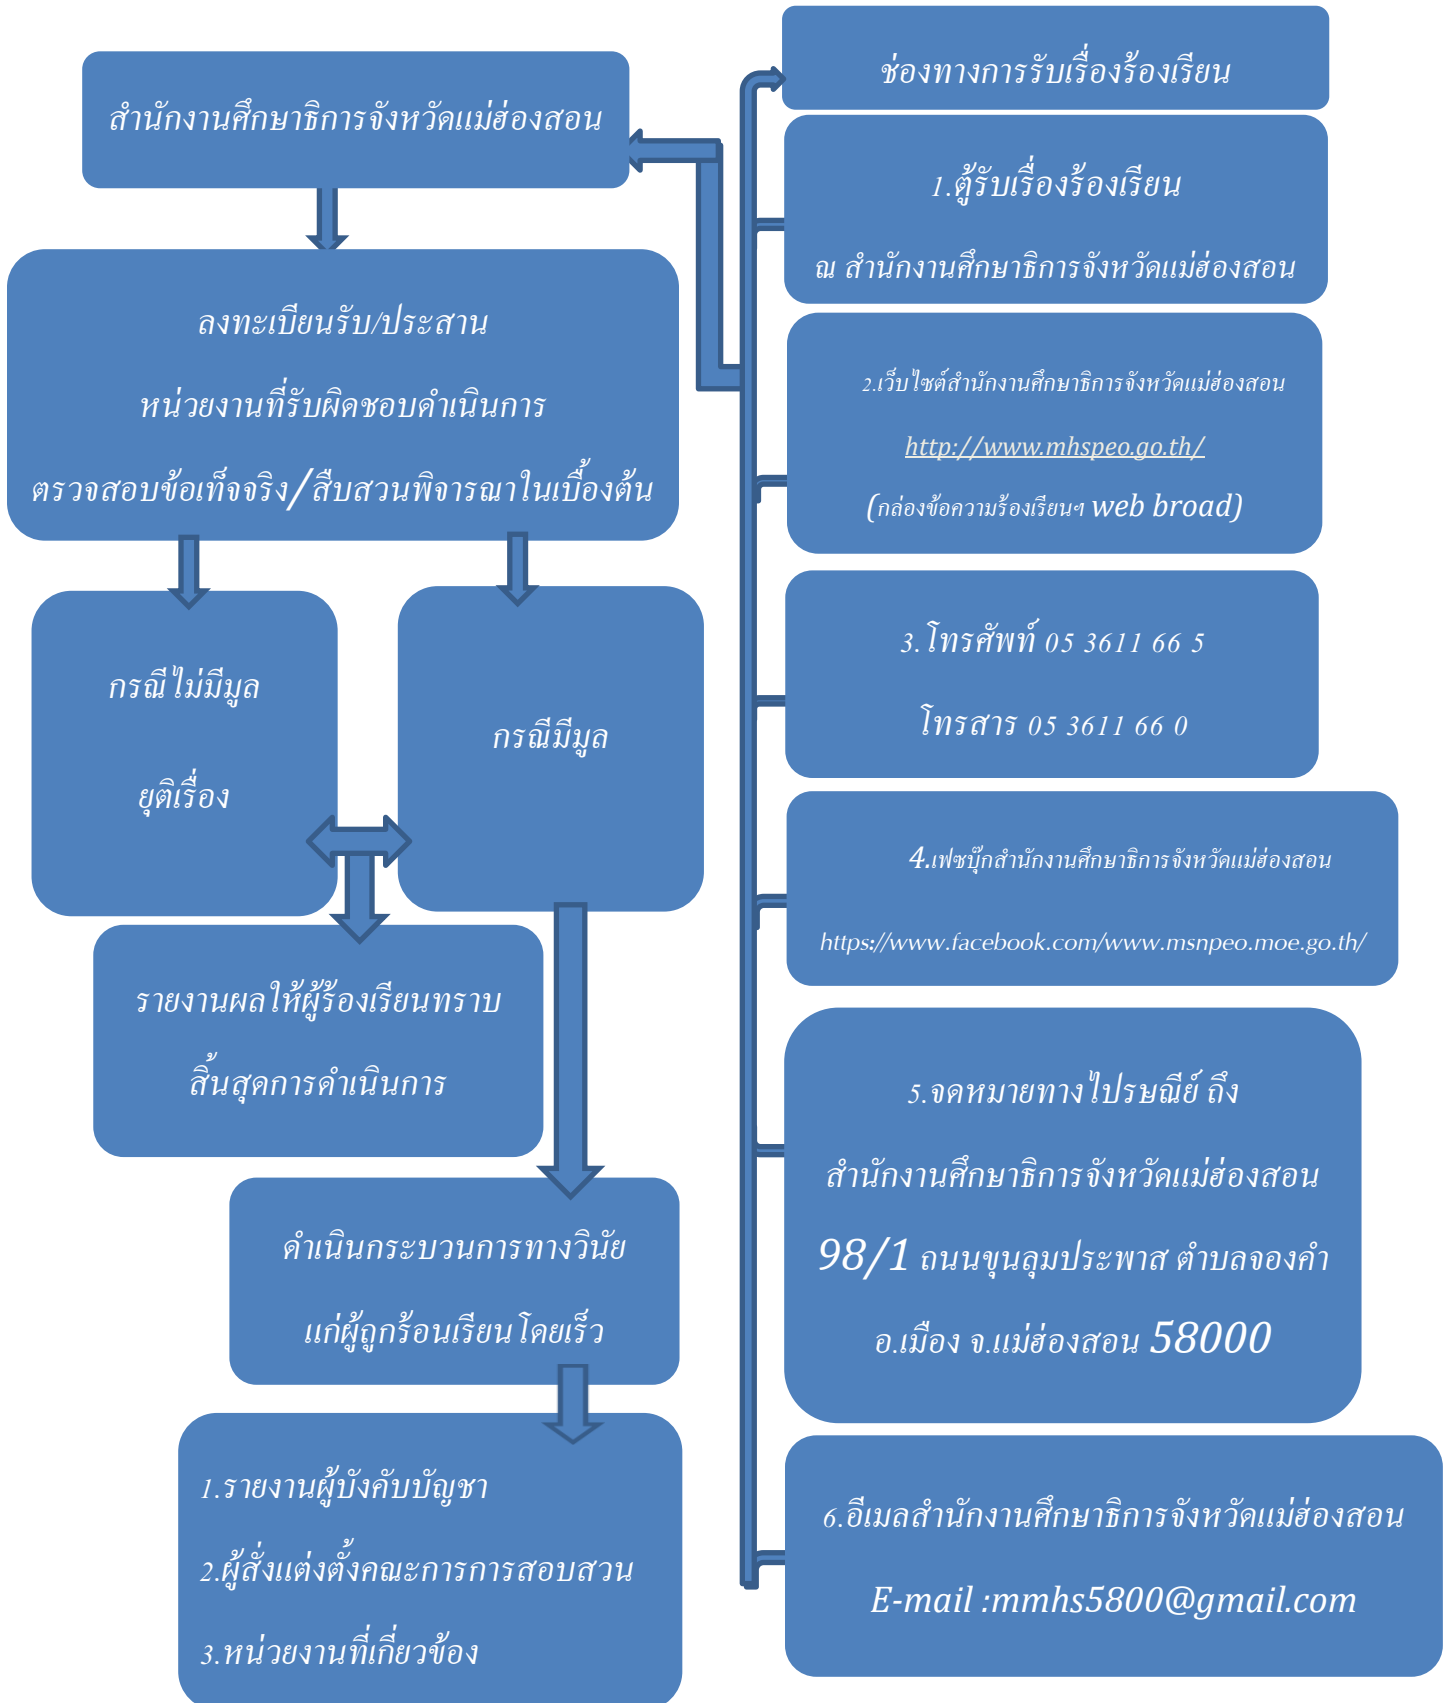 สำนักงานศึกษาธิการจังหวัดแม่ฮ่องสอน
ลงทะเบียนรับ/ประสาน
หน่วยงานที่รับผิดชอบดำเนินการ
ตรวจสอบข้อเท็จจริง/สืบสวนพิจารณาในเบื้องต้น
กรณีไม่มีมูล
ยุติเรื่อง
กรณีมีมูล
รายงานผลให้ผู้ร้องเรียนทราบ
สิ้นสุดการดำเนินการ
ดำเนินกระบวนการทางวินัย
แก่ผู้ถูกร้อนเรียนโดยเร็ว
1.รายงานผู้บังคับบัญชา
2.ผู้สั่งแต่งตั้งคณะการการสอบสวน
3.หน่วยงานที่เกี่ยวข้อง
ช่องทางการรับเรื่องร้องเรียน
1.ตู้รับเรื่องร้องเรียน
ณ สำนักงานศึกษาธิการจังหวัดแม่ฮ่องสอน
2.เว็บไซต์สำนักงานศึกษาธิการจังหวัดแม่ฮ่องสอน
http://www.mhspeo.go.th/
(กล่องข้อความร้องเรียนฯ web broad)
3.โทรศัพท์ 05 3611 66 5
โทรสาร 05 3611 66 0
4.เฟซบุ๊กสำนักงานศึกษาธิการจังหวัดแม่ฮ่องสอน
https://www.facebook.com/www.msnpeo.moe.go.th/
5.จดหมายทางไปรษณีย์ ถึง
สำนักงานศึกษาธิการจังหวัดแม่ฮ่องสอน
98/1 ถนนขุนลุมประพาส ตำบลจองคำ
อ.เมือง จ.แม่ฮ่องสอน 58000
6.อีเมลสำนักงานศึกษาธิการจังหวัดแม่ฮ่องสอน
E-mail :mmhs5800@gmail.com